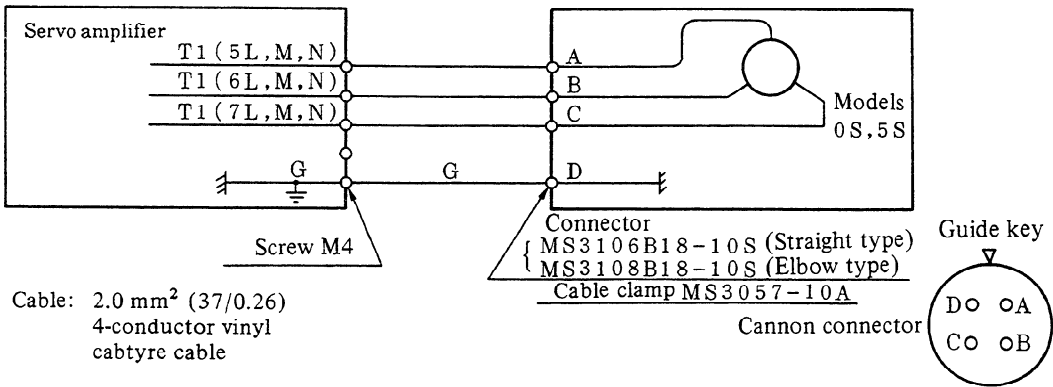 Servo amplifier
T1(5L,M,N)
T1(6L,M,N)
T1(7L,M,N)
G
G
A
B
C
D
Models
0S,5S
Screw M4
Connector
MS3106B18-10S (Straight type)
MS3108B18-10S (Elbow type)
Cable clamp MS3057-10A
Cannon connector
Guide key
D A
C B
Cable: 2.0 mm² (37/0.26)
4-conductor vinyl
cabtyre cable